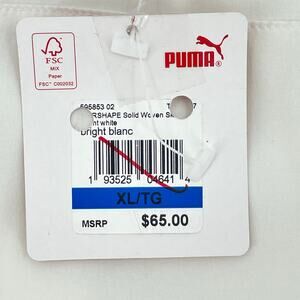 FSC
MIX
Paper
FSC® C002032
PUMA®
595853 02
Solid Woven
white
bright blanc
1 93525 04641 4
XL/TG
MSRP $65.00